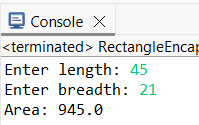 Console
<terminated> RectangleEncap
Enter length: 45
Enter breadth: 21
Area: 945.0